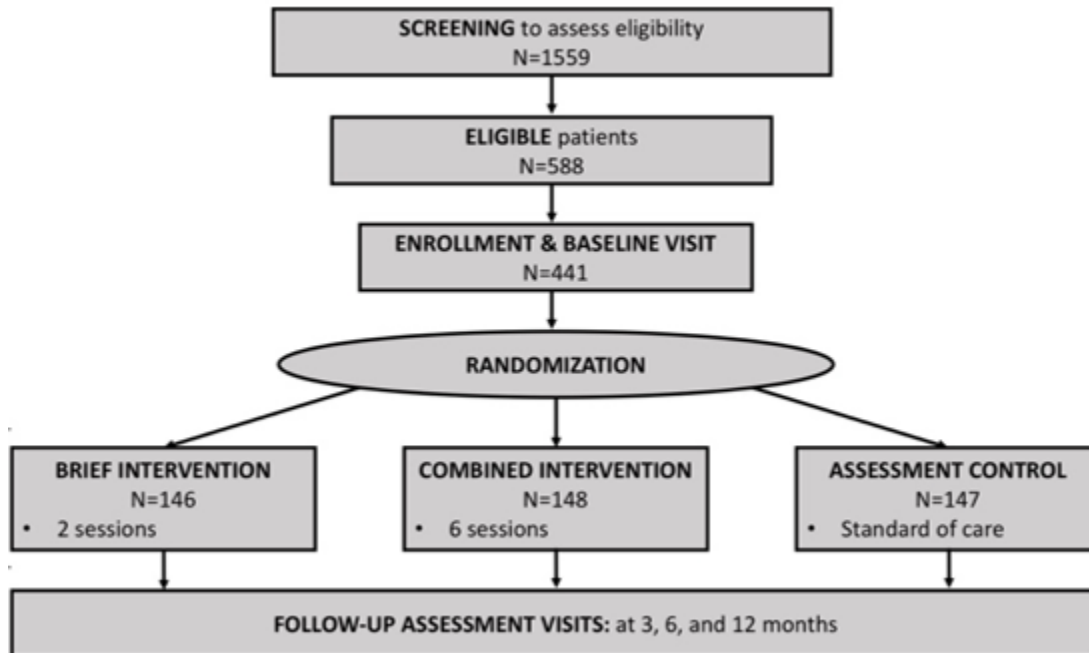 SCREENING to assess eligibility
N=1559
ELIGIBLE patients
N=588
ENROLLMENT & BASELINE VISIT
N=441
RANDOMIZATION
BRIEF INTERVENTION
N=146
• 2 sessions
COMBINED INTERVENTION
N=148
• 6 sessions
ASSESSMENT CONTROL
N=147
• Standard of care
FOLLOW-UP ASSESSMENT VISITS: at 3, 6, and 12 months